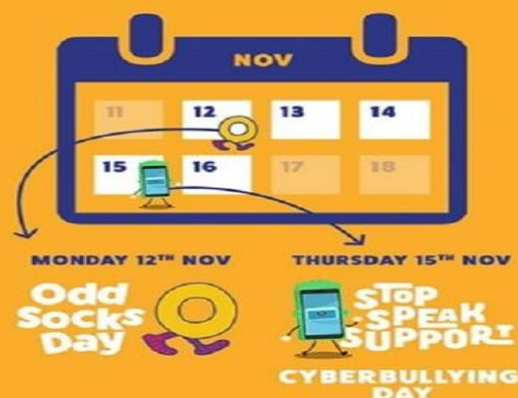 NOV
11 12 13 14
15 16 17 18
MONDAY 12TH NOV
Odd
Socks
Day
THURSDAY 15TH NOV
STOP
SPEAK
SUPPORT
CYBERBULLYING
DAY